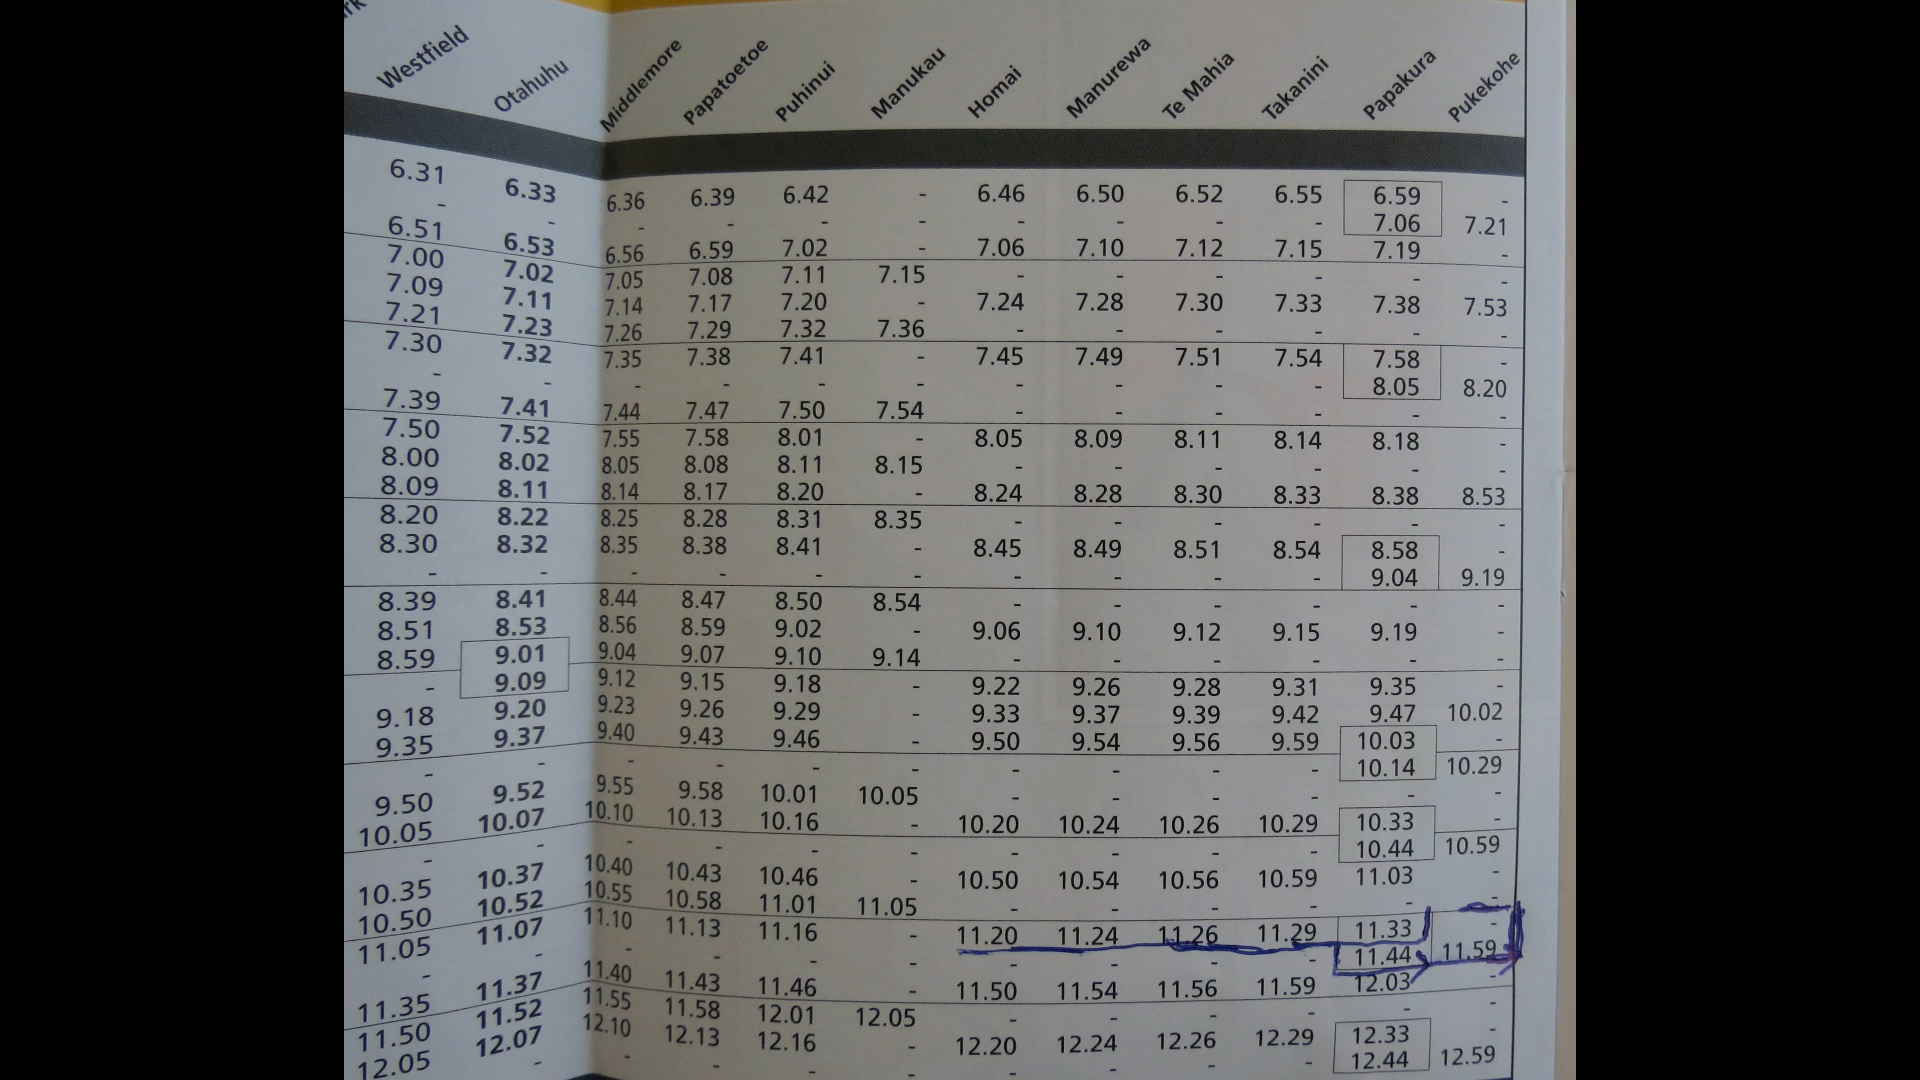 Westfield Otahuhu Middlemore Papatoetoe Puhinui Manukau Homai Manurewa Te Mahia Takanini Papakura Pukekohe
6.31 6.33 6.36 6.39 6.42 - 6.46 6.50 6.52 6.55 6.59 -
- - - - - - - - - - 7.06 7.21
6.51 6.53 6.56 6.59 7.02 - 7.06 7.10 7.12 7.15 7.19 -
7.00 7.02 7.05 7.08 7.11 7.15 - - - - - -
7.09 7.11 7.14 7.17 7.20 - 7.24 7.28 7.30 7.33 7.38 7.53
7.21 7.23 7.26 7.29 7.32 7.36 - - - - - -
7.30 7.32 7.35 7.38 7.41 - 7.45 7.49 7.51 7.54 7.58 -
- - - - - - - - - - 8.05 8.20
7.39 7.41 7.44 7.47 7.50 7.54 - - - - - -
7.50 7.52 7.55 7.58 8.01 - 8.05 8.09 8.11 8.14 8.18 -
8.00 8.02 8.05 8.08 8.11 8.15 - - - - - -
8.09 8.11 8.14 8.17 8.20 - 8.24 8.28 8.30 8.33 8.38 8.53
8.20 8.22 8.25 8.28 8.31 8.35 - - - - - -
8.30 8.32 8.35 8.38 8.41 - 8.45 8.49 8.51 8.54 8.58 -
- - - - - - - - - - 9.04 9.19
8.39 8.41 8.44 8.47 8.50 8.54 - - - - - -
8.51 8.53 8.56 8.59 9.02 - 9.06 9.10 9.12 9.15 9.19 -
8.59 9.01 9.04 9.07 9.10 9.14 - - - - - -
- 9.09 9.12 9.15 9.18 - 9.22 9.26 9.28 9.31 9.35 -
9.18 9.20 9.23 9.26 9.29 - 9.33 9.37 9.39 9.42 9.47 10.02
9.35 9.37 9.40 9.43 9.46 - 9.50 9.54 9.56 9.59 10.03 -
- - - - - - - - - - 10.14 10.29
9.50 9.52 9.55 9.58 10.01 10.05 - - - - - -
10.05 10.07 10.10 10.13 10.16 - 10.20 10.24 10.26 10.29 10.33 -
- - - - - - - - - - 10.44 10.59
10.35 10.37 10.40 10.43 10.46 - 10.50 10.54 10.56 10.59 11.03 -
10.50 10.52 10.55 10.58 11.01 11.05 - - - - - -
11.05 11.07 11.10 11.13 11.16 - 11.20 11.24 11.26 11.29 11.33 -
- - - - - - - - - - 11.44 11.59
11.35 11.37 11.40 11.43 11.46 - 11.50 11.54 11.56 11.59 12.03 -
11.50 11.52 11.55 11.58 12.01 12.05 - - - - - -
12.05 12.07 12.10 12.13 12.16 - 12.20 12.24 12.26 12.29 12.33 -
- - - - - - - - - 12.44 12.59